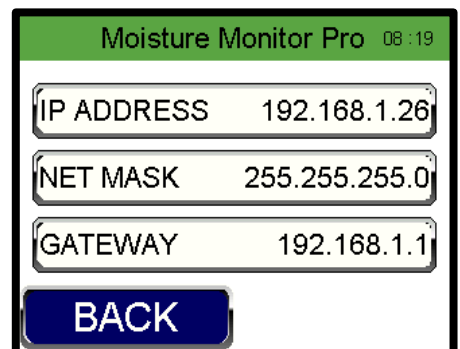 Moisture Monitor Pro 08:19
IP ADDRESS 192.168.1.26
NET MASK 255.255.255.0
GATEWAY 192.168.1.1
BACK